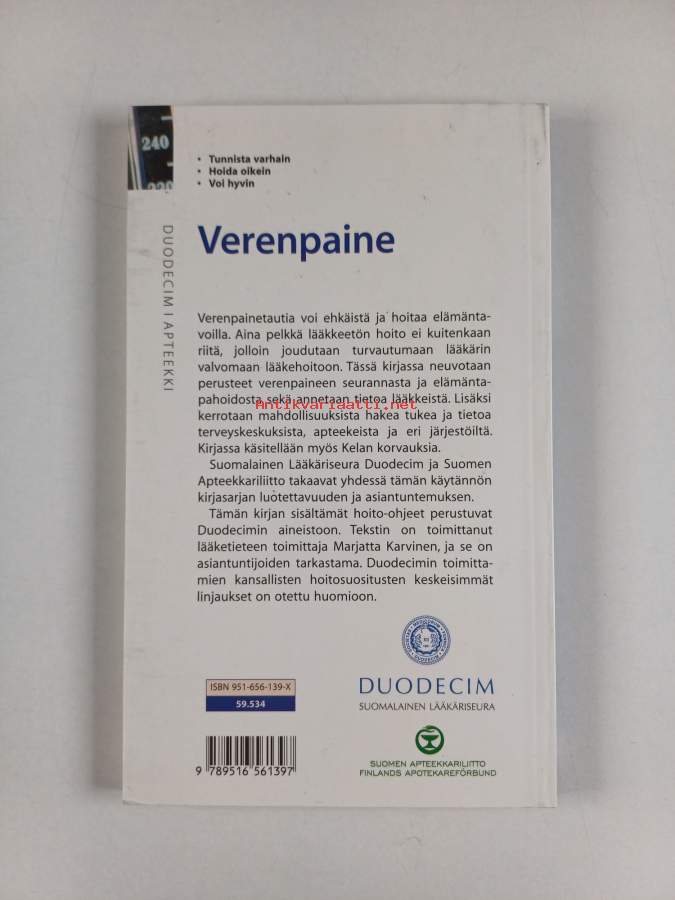 240
220
• Tunnista varhain
• Hoida oikein
• Voi hyvin
DUODECIM I APTEEKKI
Verenpaine
Verenpainetautia voi ehkäistä ja hoitaa elämänta-
voilla. Aina pelkkä lääkkeetön hoito ei kuitenkaan
riitä, jolloin joudutaan turvautumaan lääkärin
valvomaan lääkehoitoon. Tässä kirjassa neuvotaan
perusteet verenpaineen seurannasta ja elämänta-
pahoidosta sekä annetaan tietoa lääkkeistä. Lisäksi
Antikvariaatti.net
kerrotaan mahdollisuuksista hakea tukea ja tietoa
terveyskeskuksista, apteekeista ja eri järjestöiltä.
Kirjassa käsitellään myös Kelan korvauksia.
Suomalainen Lääkäriseura Duodecim ja Suomen
Apteekkariliitto takaavat yhdessä tämän käytännön
kirjasarjan luotettavuuden ja asiantuntemuksen.
Tämän kirjan sisältämät hoito-ohjeet perustuvat
Duodecimin aineistoon. Tekstin on toimittanut
lääketieteen toimittaja Marjatta Karvinen, ja se on
asiantuntijoiden tarkastama. Duodecimin toimitta-
mien kansallisten hoitosuositusten keskeisimmät
linjaukset on otettu huomioon.
ISBN 951-656-139-X
59.534
9 789516 561397
DUODECIM
SUOMALAINEN LÄÄKÄRISEURA
SUOMEN APTEEKKARILIITTO
FINLANDS APOTEKAREFÖRBUND